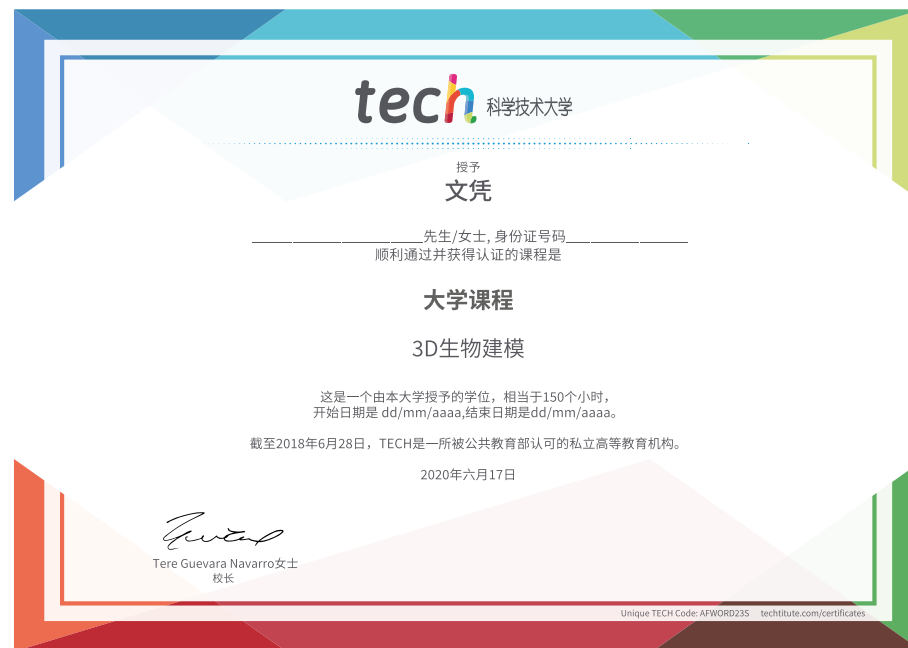 tech 科学技术大学
授予
文凭
先生/女士, 身份证号码
顺利通过并获得认证的课程是
大学课程
3D生物建模
这是一个由本大学授予的学位，相当于150个小时，
开始日期是 dd/mm/aaaa,结束日期是dd/mm/aaaa。
截至2018年6月28日，TECH是一所被公共教育部认可的私立高等教育机构。
2020年六月17日
Tere Guevara Navarro女士
校长
Unique TECH Code: AFWORD23S techtitute.com/certificates